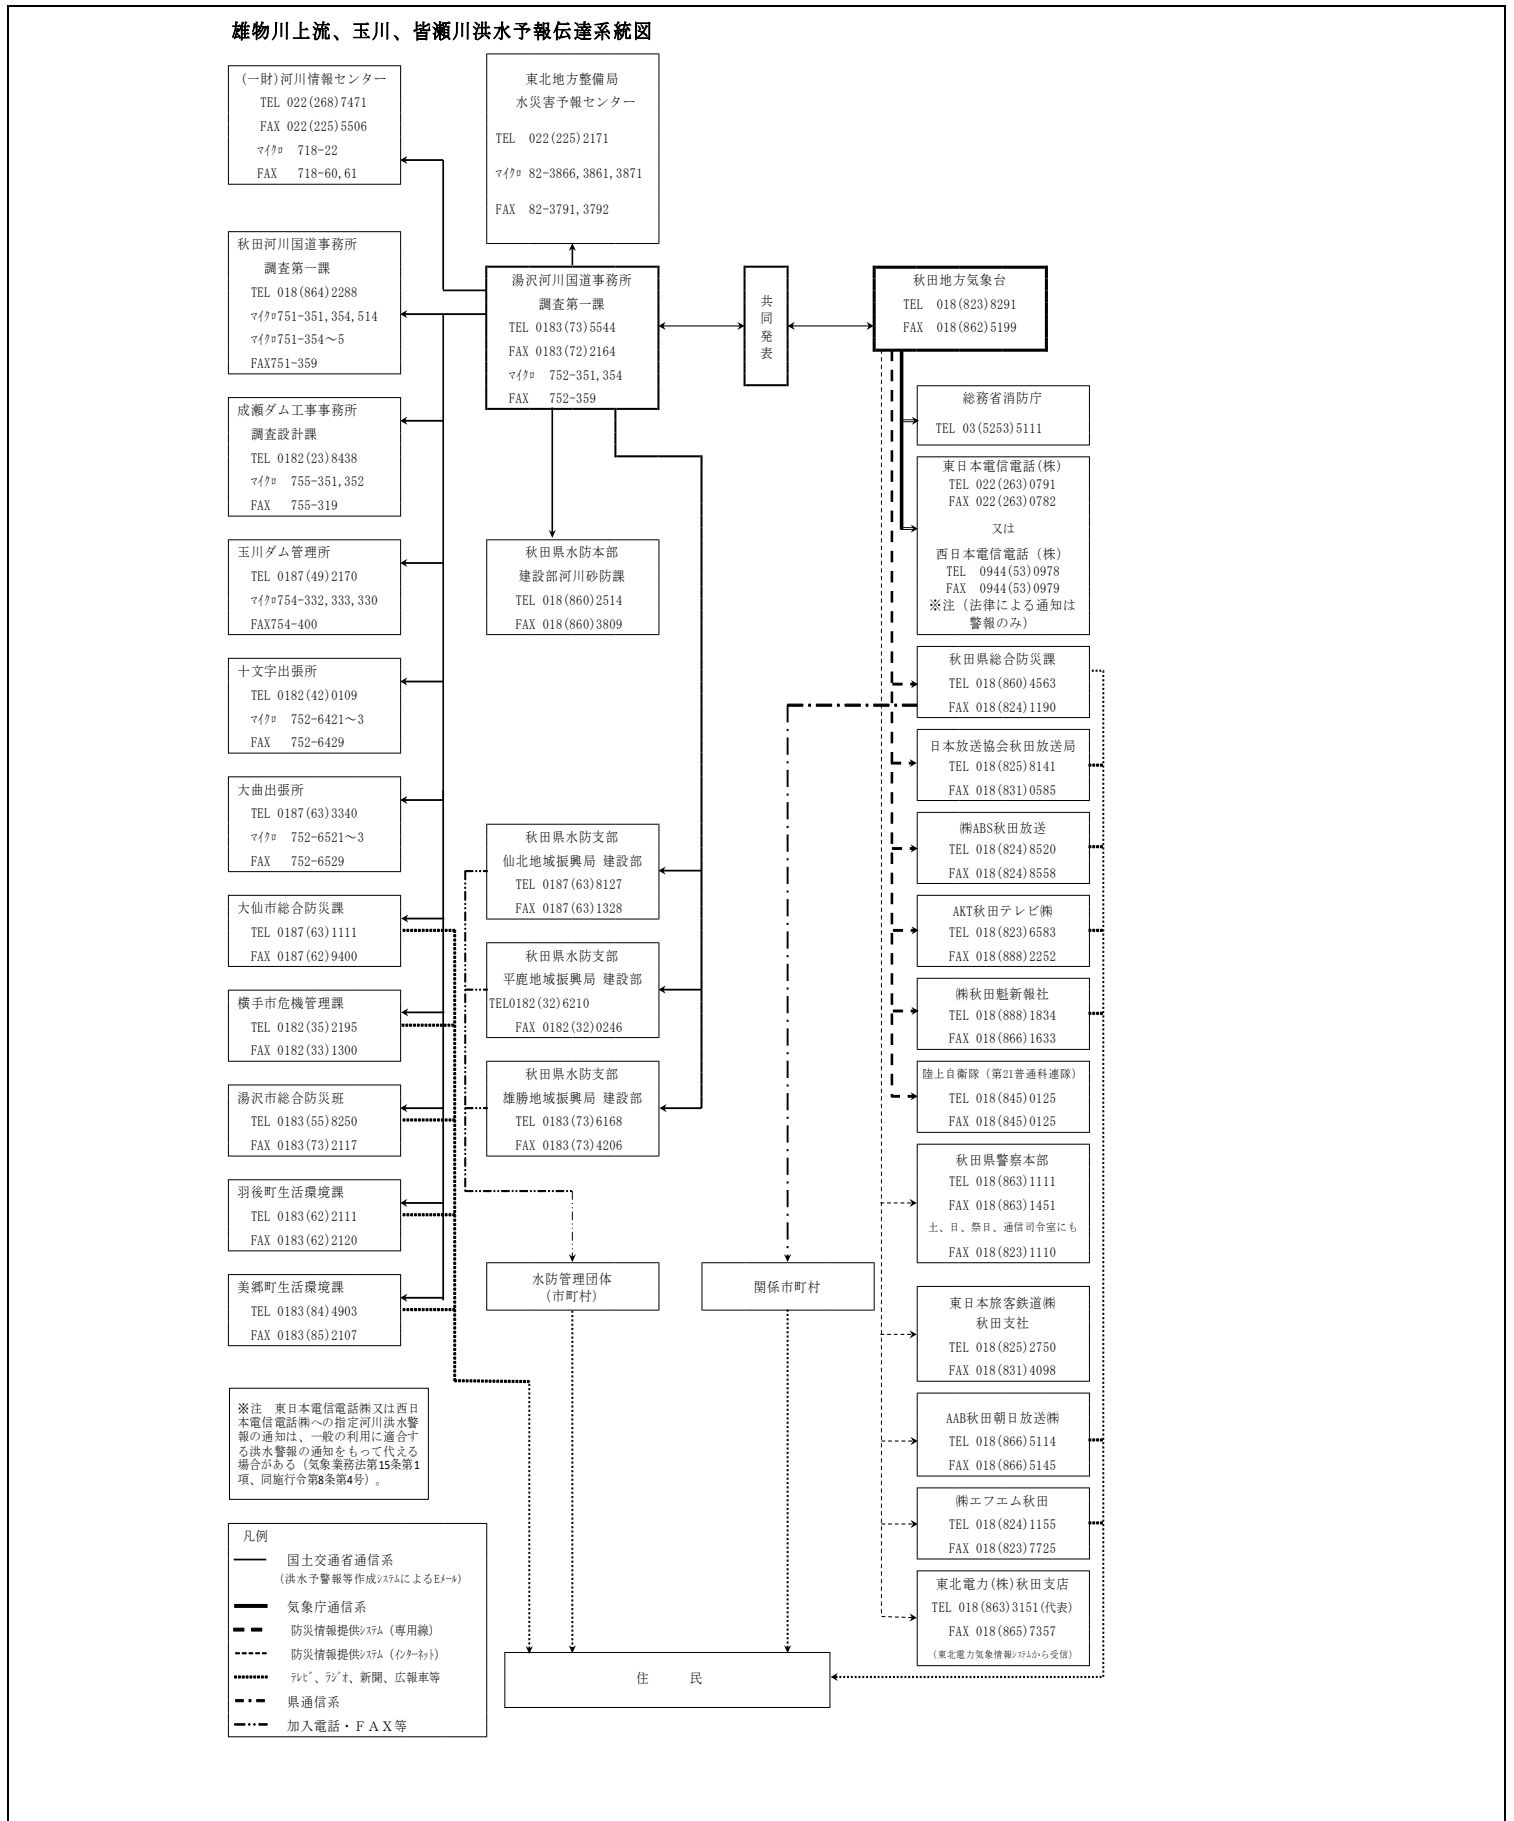 雄物川上流、玉川、皆瀬川洪水予報伝達系統図
(一財)河川情報センター
TEL 022(268)7471
FAX 022(225)5506
ﾏｲｸﾛ 718-22
FAX 718-60,61
東北地方整備局
水災害予報センター
TEL 022(225)2171
ﾏｲｸﾛ 82-3866,3861,3871
FAX 82-3791,3792
秋田河川国道事務所
調査第一課
TEL 018(864)2288
ﾏｲｸﾛ751-351,354,514
ﾏｲｸﾛ751-354～5
FAX751-359
湯沢河川国道事務所
調査第一課
TEL 0183(73)5544
FAX 0183(72)2164
ﾏｲｸﾛ 752-351,354
FAX 752-359
共同発表
秋田地方気象台
TEL 018(823)8291
FAX 018(862)5199
成瀬ダム工事事務所
調査設計課
TEL 0182(23)8438
ﾏｲｸﾛ 755-351,352
FAX 755-319
玉川ダム管理所
TEL 0187(49)2170
ﾏｲｸﾛ754-332,333,330
FAX754-400
十文字出張所
TEL 0182(42)0109
ﾏｲｸﾛ 752-6421～3
FAX 752-6429
大曲出張所
TEL 0187(63)3340
ﾏｲｸﾛ 752-6521～3
FAX 752-6529
大仙市総合防災課
TEL 0187(63)1111
FAX 0187(62)9400
横手市危機管理課
TEL 0182(35)2195
FAX 0182(33)1300
湯沢市総合防災班
TEL 0183(55)8250
FAX 0183(73)2117
羽後町生活環境課
TEL 0183(62)2111
FAX 0183(62)2120
美郷町生活環境課
TEL 0183(84)4903
FAX 0183(85)2107
秋田県水防本部
建設部河川砂防課
TEL 018(860)2514
FAX 018(860)3809
秋田県水防支部
仙北地域振興局 建設部
TEL 0187(63)8127
FAX 0187(63)1328
秋田県水防支部
平鹿地域振興局 建設部
TEL0182(32)6210
FAX 0182(32)0246
秋田県水防支部
雄勝地域振興局 建設部
TEL 0183(73)6168
FAX 0183(73)4206
水防管理団体
(市町村)
関係市町村
総務省消防庁
TEL 03(5253)5111
東日本電信電話(株)
TEL 022(263)0791
FAX 022(263)0782
又は
西日本電信電話（株）
TEL 0944(53)0978
FAX 0944(53)0979
※注（法律による通知は
警報のみ）
秋田県総合防災課
TEL 018(860)4563
FAX 018(824)1190
日本放送協会秋田放送局
TEL 018(825)8141
FAX 018(831)0585
㈱ABS秋田放送
TEL 018(824)8520
FAX 018(824)8558
AKT秋田テレビ㈱
TEL 018(823)6583
FAX 018(888)2252
㈱秋田魁新報社
TEL 018(888)1834
FAX 018(866)1633
陸上自衛隊（第21普通科連隊）
TEL 018(845)0125
FAX 018(845)0125
秋田県警察本部
TEL 018(863)1111
FAX 018(863)1451
土、日、祭日、通信司令室にも
FAX 018(823)1110
東日本旅客鉄道㈱
秋田支社
TEL 018(825)2750
FAX 018(831)4098
AAB秋田朝日放送㈱
TEL 018(866)5114
FAX 018(866)5145
㈱エフエム秋田
TEL 018(824)1155
FAX 018(823)7725
東北電力(株)秋田支店
TEL 018(863)3151(代表)
FAX 018(865)7357
（東北電力気象情報ｼｽﾃﾑから受信）
※注　東日本電信電話㈱又は西日
本電信電話㈱への指定河川洪水警
報の通知は、一般の利用に適合す
る洪水警報の通知をもって代える
場合がある（気象業務法第15条第1
項、同施行令第8条第4号）。
凡例
国土交通省通信系
（洪水予警報等作成ｼｽﾃﾑによるEﾒｰﾙ）
気象庁通信系
防災情報提供ｼｽﾃﾑ（専用線）
防災情報提供ｼｽﾃﾑ（ｲﾝﾀｰﾈｯﾄ）
ﾃﾚﾋﾞ、ﾗｼﾞｵ、新聞、広報車等
県通信系
加入電話・ＦＡＸ等
住　　民